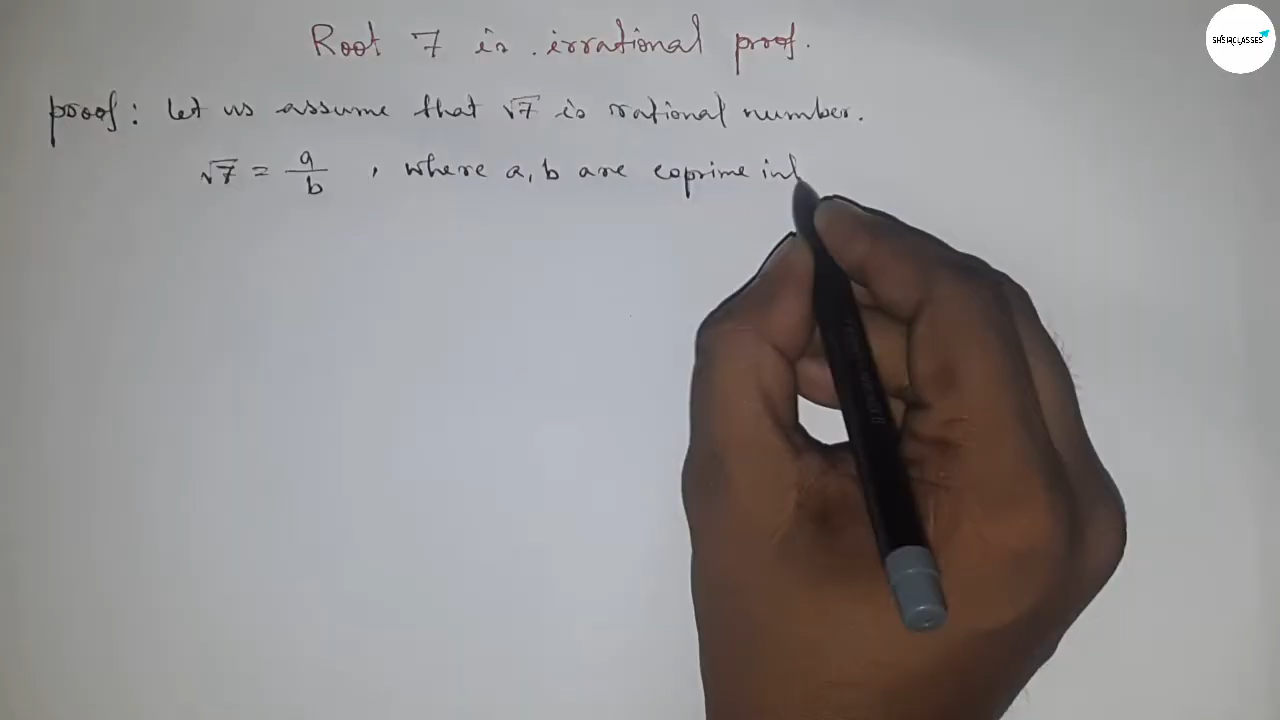 SHSIRCLASSES
Root 7 is irrational proof.
proof: Let us assume that √7 is rational number.
√7 = a/b , where a, b are coprime int